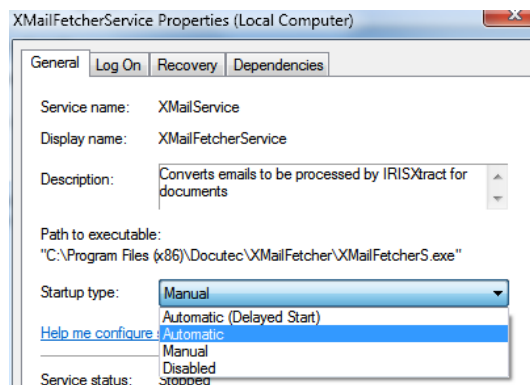 XMailFetcherService Properties (Local Computer)
General Log On Recovery Dependencies
Service name: XMailService
Display name: XMailFetcherService
Description: Converts emails to be processed by IRISXtract for
documents
Path to executable:
"C:\Program Files (x86)\Docutec\XMailFetcher\XMailFetcherS.exe"
Startup type: Manual
Automatic (Delayed Start)
Help me configure Automatic
Manual
Disabled
Service status: Stopped